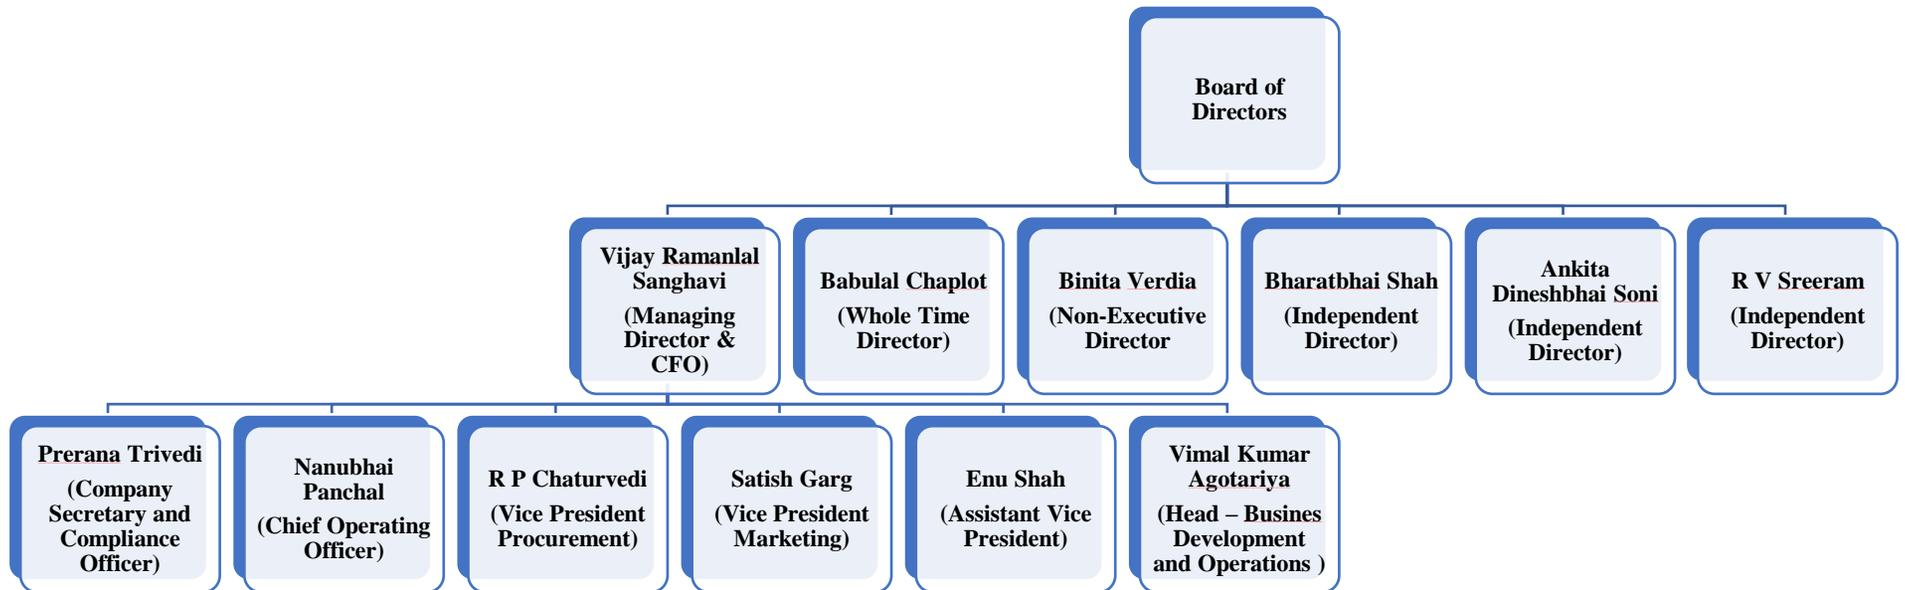 Board of
Directors
Vijay Ramanlal
Sanghavi
(Managing
Director &
CFO)
Babulal Chaplot
(Whole Time
Director)
Binita Verdia
(Non-Executive
Director
Bharatbhai Shah
(Independent
Director)
Ankita
Dineshbhai Soni
(Independent
Director)
R V Sreeram
(Independent
Director)
Prerana Trivedi
(Company
Secretary and
Compliance
Officer)
Nanubhai
Panchal
(Chief Operating
Officer)
R P Chaturvedi
(Vice President
Procurement)
Satish Garg
(Vice President
Marketing)
Enu Shah
(Assistant Vice
President)
Vimal Kumar
Agotariya
(Head – Busines
Development
and Operations )